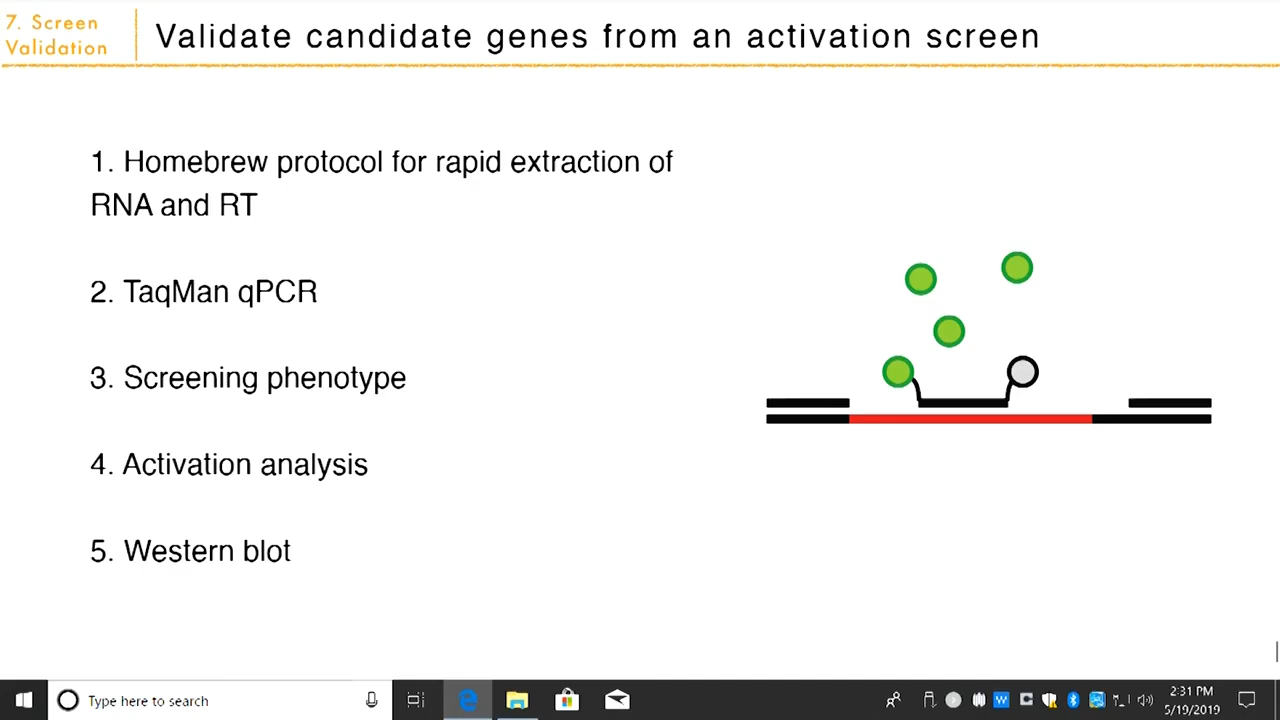 7. Screen
Validation
Validate candidate genes from an activation screen
1. Homebrew protocol for rapid extraction of
RNA and RT
2. TaqMan qPCR
3. Screening phenotype
4. Activation analysis
5. Western blot
Type here to search
2:31 PM
5/19/2019